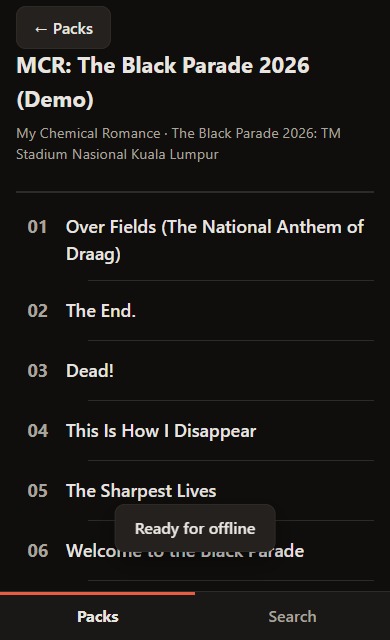 ← Packs
MCR: The Black Parade 2026
(Demo)
My Chemical Romance · The Black Parade 2026: TM
Stadium Nasional Kuala Lumpur
01 Over Fields (The National Anthem of
Draag)
02 The End.
03 Dead!
04 This Is How I Disappear
05 The Sharpest Lives
Ready for offline
06 Welcome to the Black Parade
Packs Search